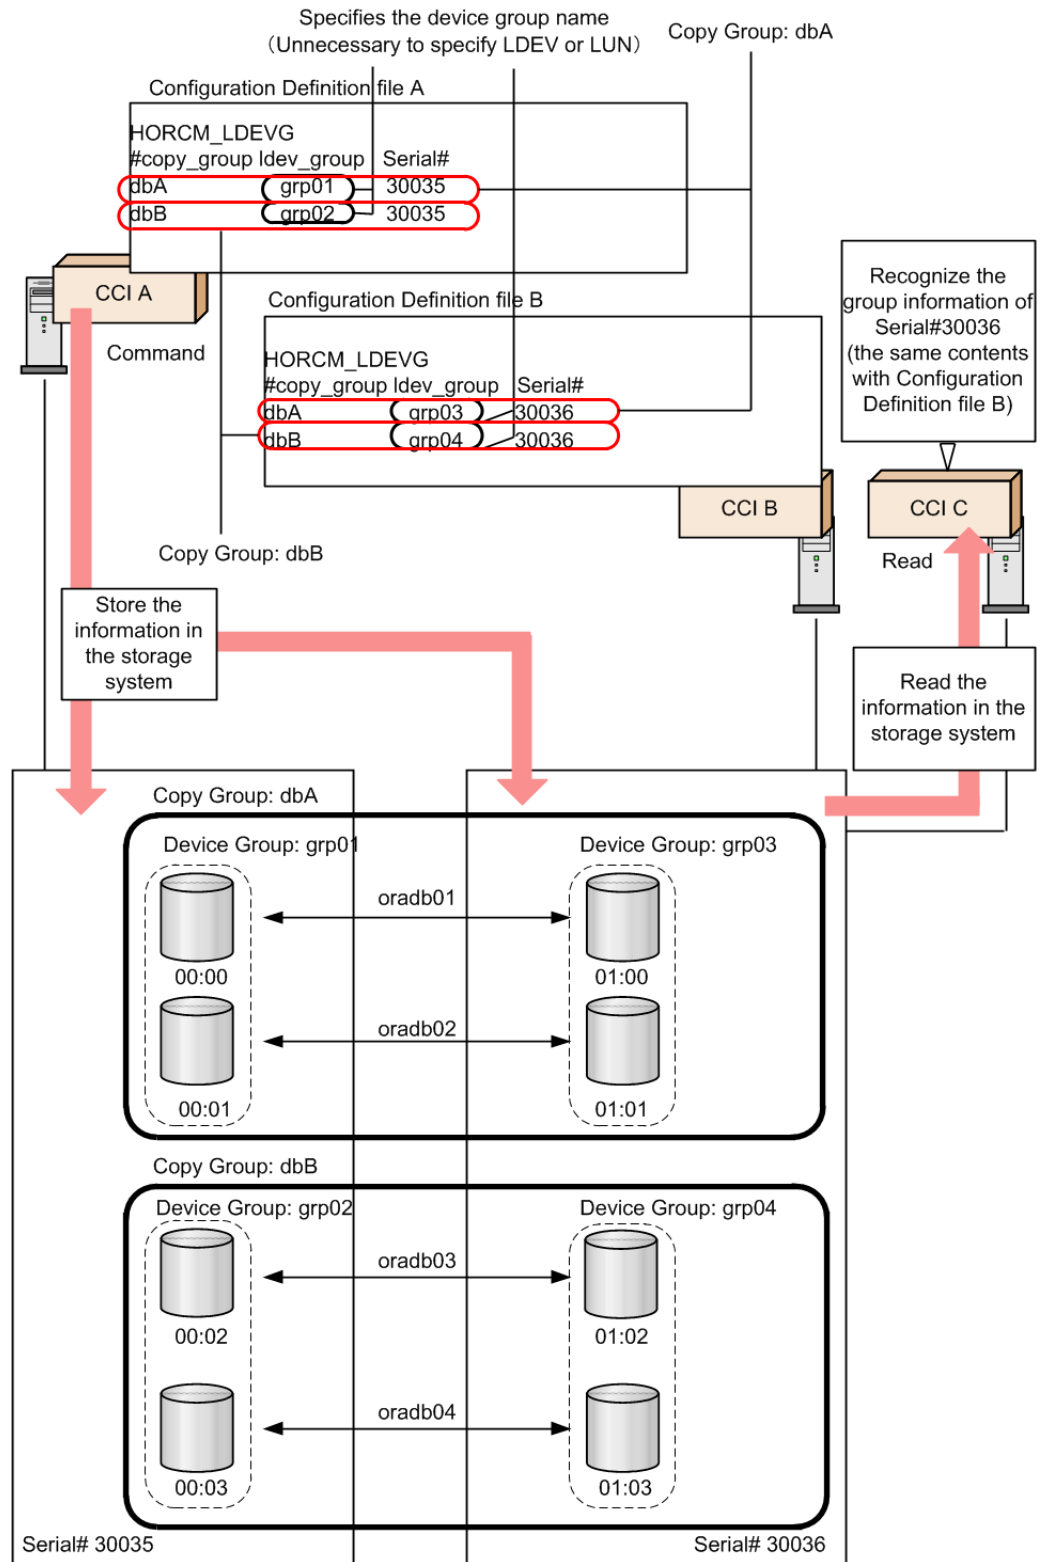 Specifies the device group name
(Unnecessary to specify LDEV or LUN)
Copy Group: dbA
Configuration Definition file A
HORCM_LDEVG
#copy_group ldev_group Serial#
dbA grp01 30035
dbB grp02 30035
CCI A
Command
Configuration Definition file B
HORCM_LDEVG
#copy_group ldev_group Serial#
dbA grp03 30036
dbB grp04 30036
Recognize the
group information of
Serial#30036
(the same contents
with Configuration
Definition file B)
CCI B
CCI C
Copy Group: dbB
Read
Store the
information in
the storage
system
Read the
information in the
storage system
Copy Group: dbA
Device Group: grp01
Device Group: grp03
oradb01
00:00
01:00
oradb02
00:01
01:01
Copy Group: dbB
Device Group: grp02
Device Group: grp04
oradb03
00:02
01:02
oradb04
00:03
01:03
Serial# 30035
Serial# 30036